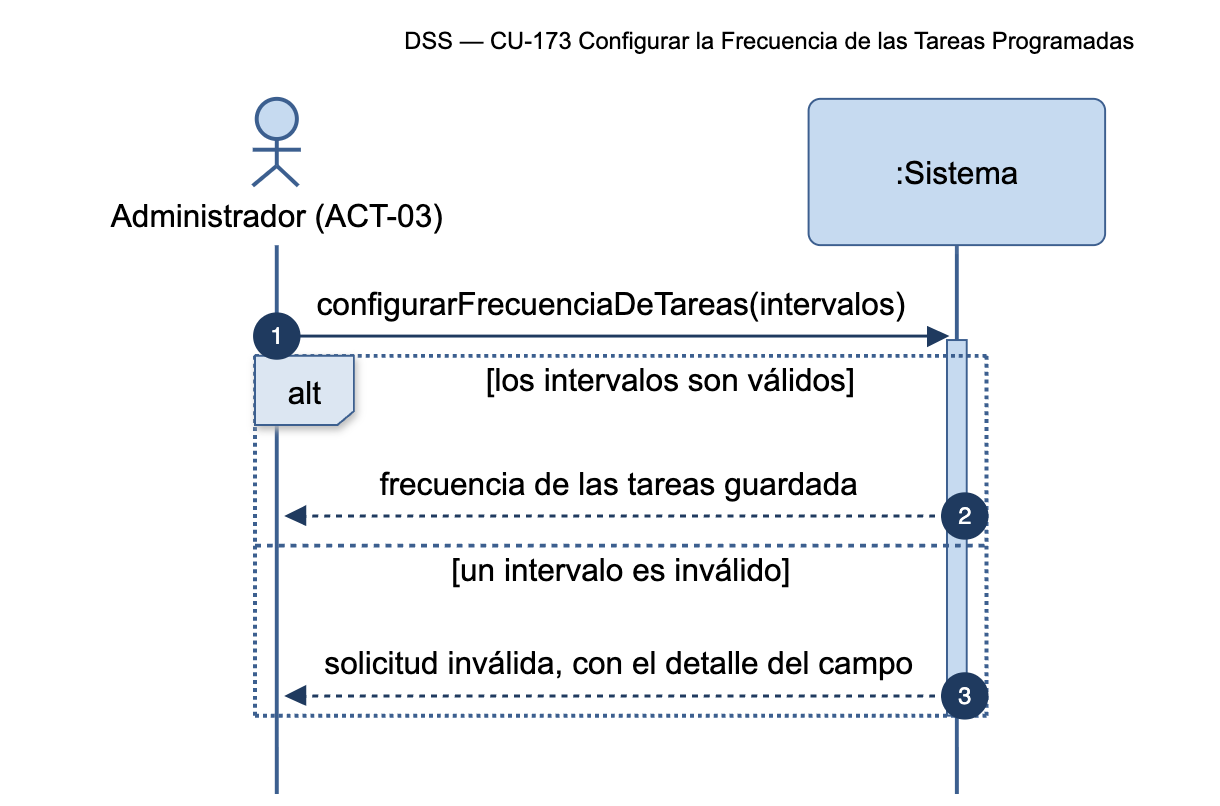 DSS — CU-173 Configurar la Frecuencia de las Tareas Programadas
Administrador (ACT-03)
:Sistema
configurarFrecuenciaDeTareas(intervalos)
1
alt
[los intervalos son válidos]
frecuencia de las tareas guardada
2
[un intervalo es inválido]
solicitud inválida, con el detalle del campo
3